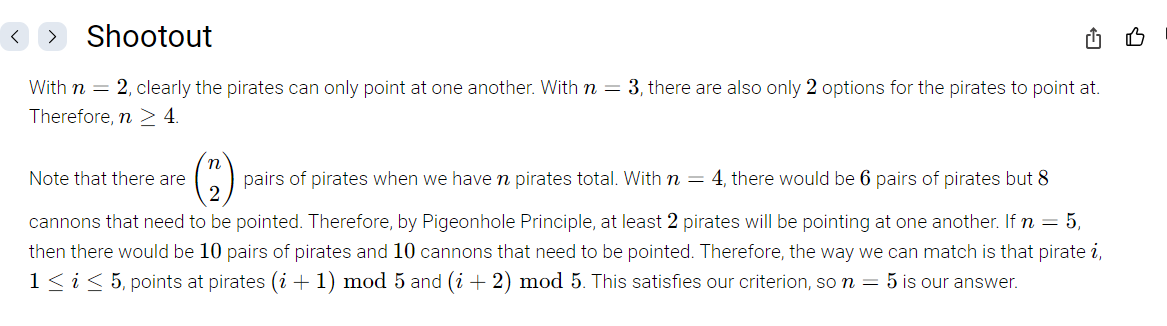 Shootout
With n = 2, clearly the pirates can only point at one another. With n = 3, there are also only 2 options for the pirates to point at.
Therefore, n ≥ 4.
Note that there are \binom{n}{2} pairs of pirates when we have n pirates total. With n = 4, there would be 6 pairs of pirates but 8
cannons that need to be pointed. Therefore, by Pigeonhole Principle, at least 2 pirates will be pointing at one another. If n = 5,
then there would be 10 pairs of pirates and 10 cannons that need to be pointed. Therefore, the way we can match is that pirate i,
1 ≤ i ≤ 5, points at pirates (i + 1) mod 5 and (i + 2) mod 5. This satisfies our criterion, so n = 5 is our answer.